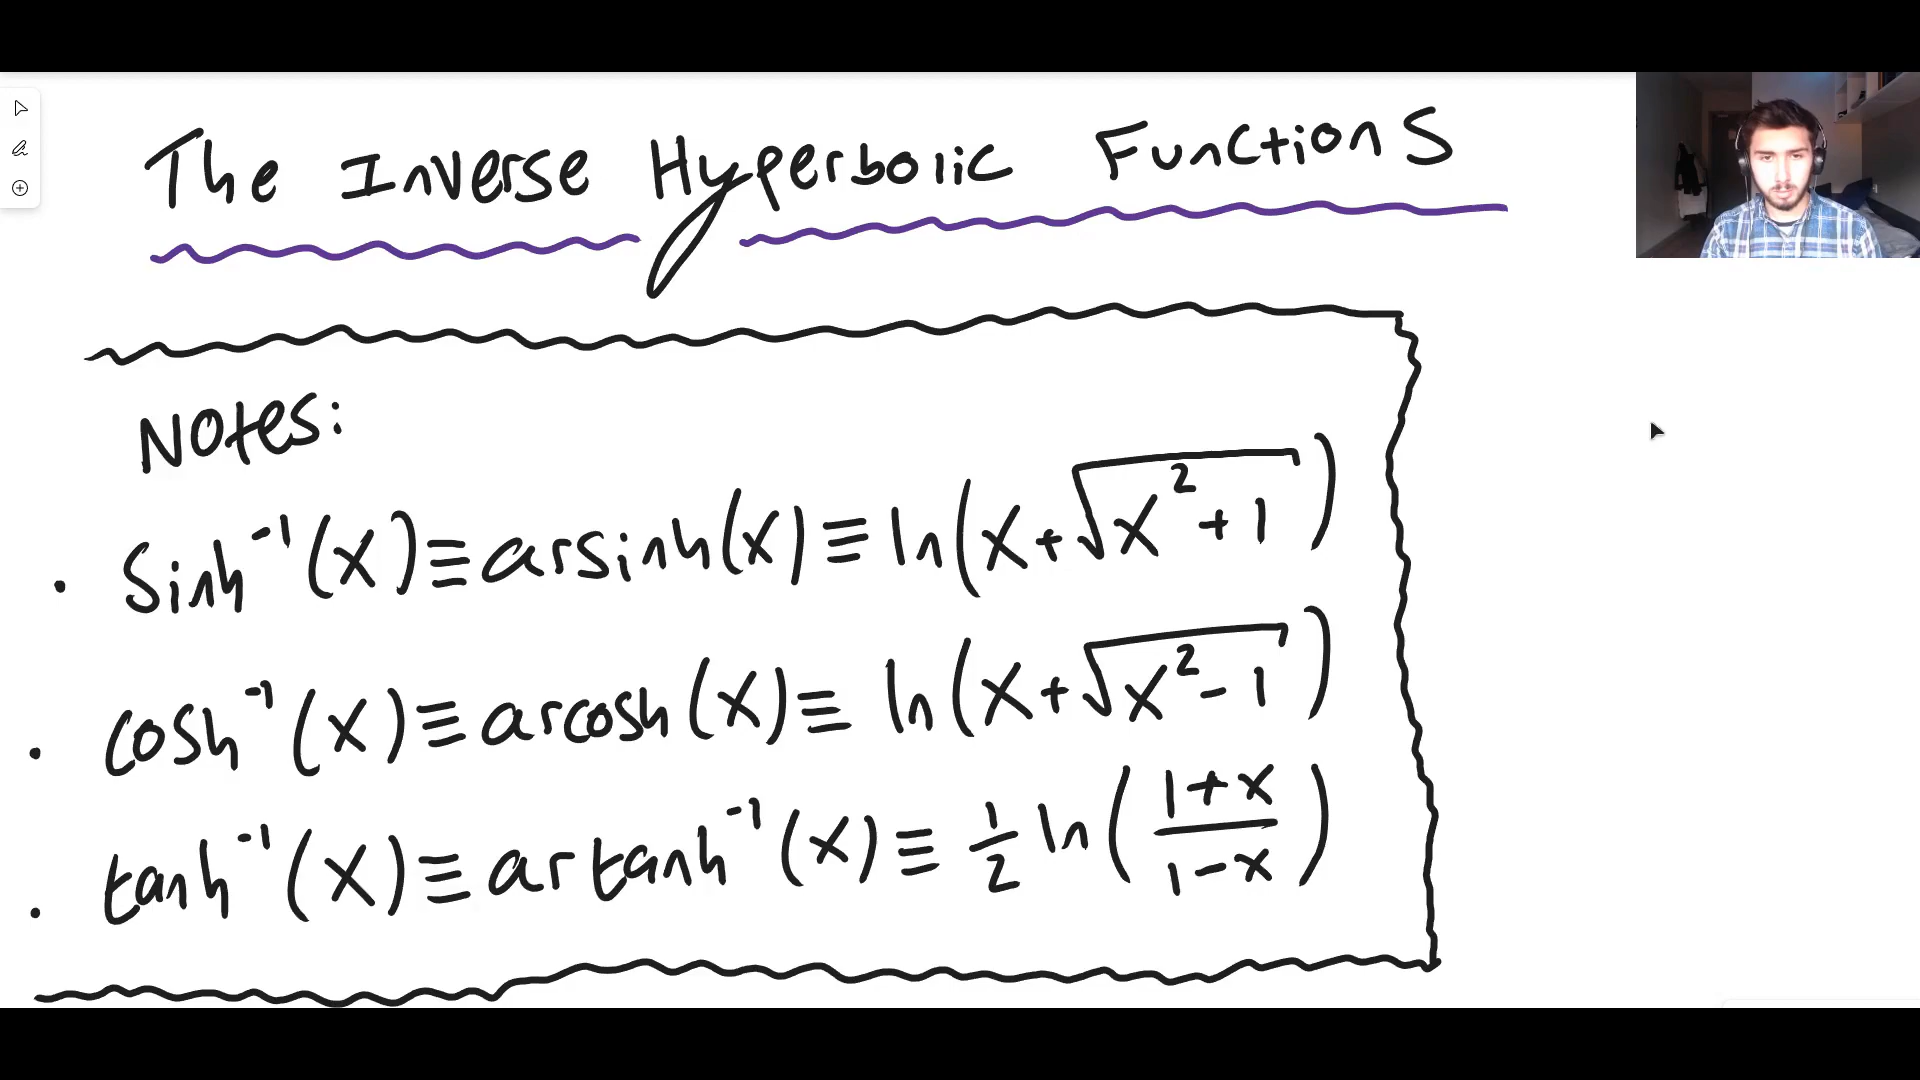 The Inverse Hyperbolic Functions
Notes:
• Sinh⁻¹(x) ≡ arsinh(x) ≡ ln(x+√(x²+1))
• cosh⁻¹(x) ≡ arcosh(x) ≡ ln(x+√(x²-1))
• tanh⁻¹(x) ≡ artanh⁻¹(x) ≡ 1/2 ln((1+x)/(1-x))